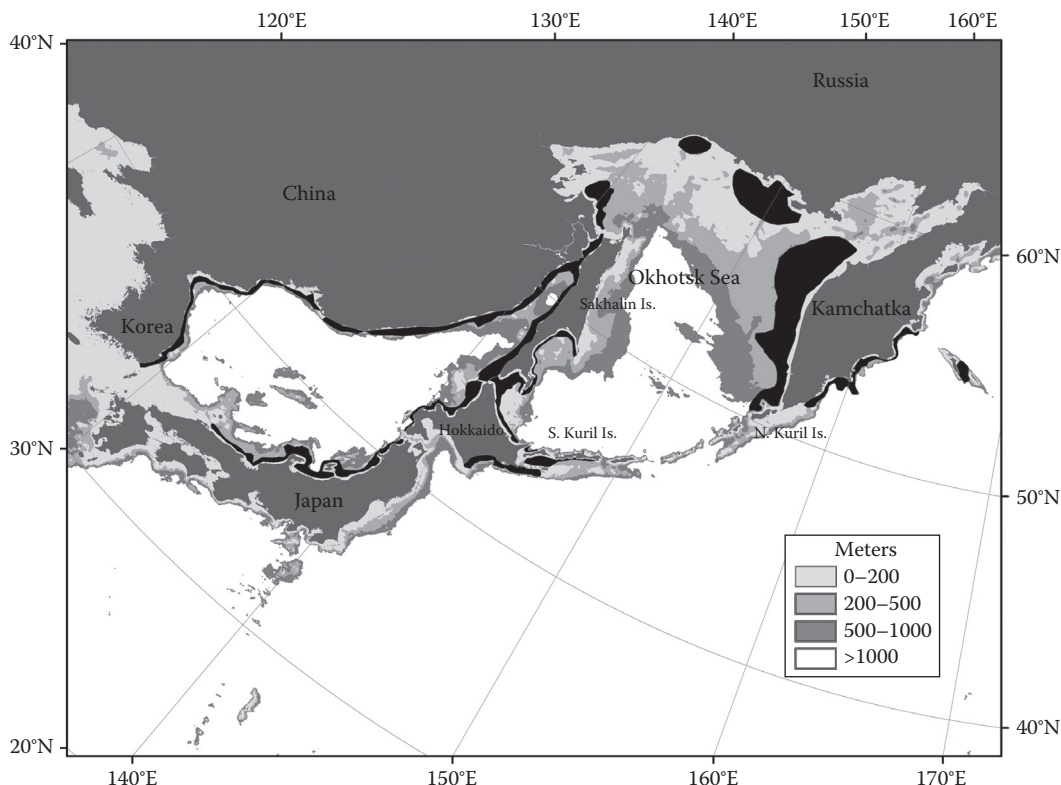 120°E
130°E
140°E
150°E
160°E
40°N
Russia
China
60°N
Okhotsk Sea
Sakhalin Is.
Kamchatka
Korea
Hokkaido
S. Kuril Is.
N. Kuril Is.
30°N
Japan
50°N
Meters
0–200
200–500
500–1000
>1000
40°N
20°N
140°E
150°E
160°E
170°E